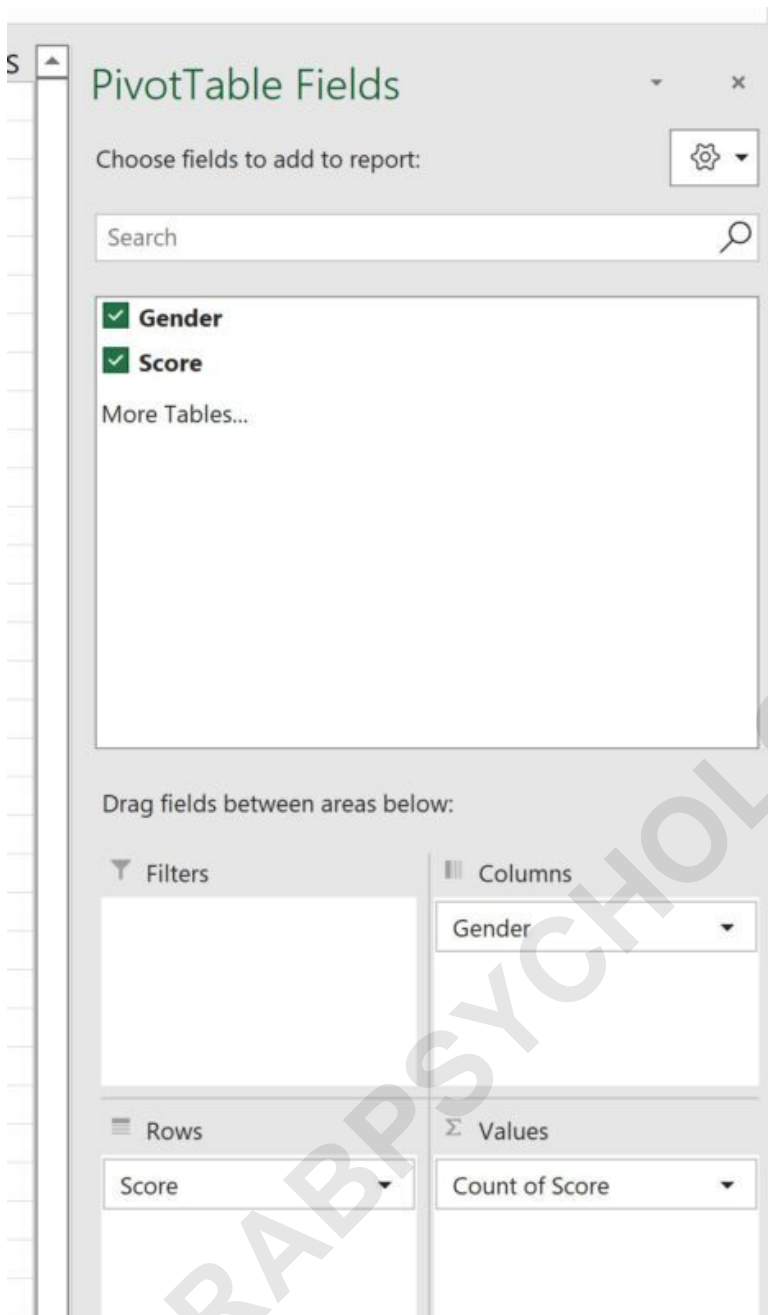 S
PivotTable Fields
Choose fields to add to report:
Search
Gender
Score
More Tables...
Drag fields between areas below:
Filters
Columns
Gender
Rows
Σ Values
Score
Count of Score
RABPSYCHOLO